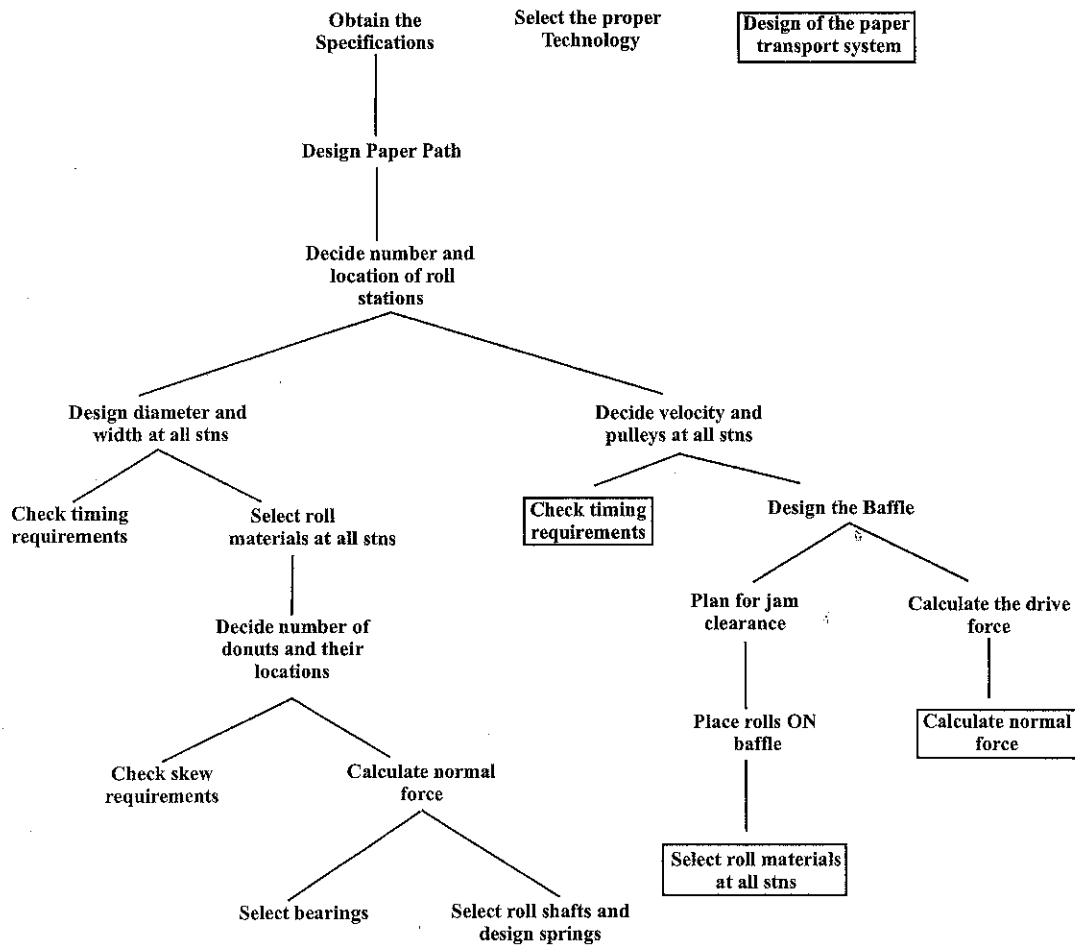 Obtain the
Specifications
Select the proper
Technology
Design of the paper
transport system
Design Paper Path
Decide number and
location of roll
stations
Design diameter and
width at all stns
Decide velocity and
pulleys at all stns
Check timing
requirements
Select roll
materials at all stns
Check timing
requirements
Design the Baffle
Decide number of
donuts and their
locations
Plan for jam
clearance
Calculate the drive
force
Check skew
requirements
Calculate normal
force
Place rolls ON
baffle
Calculate normal
force
Select bearings
Select roll shafts and
design springs
Select roll materials
at all stns